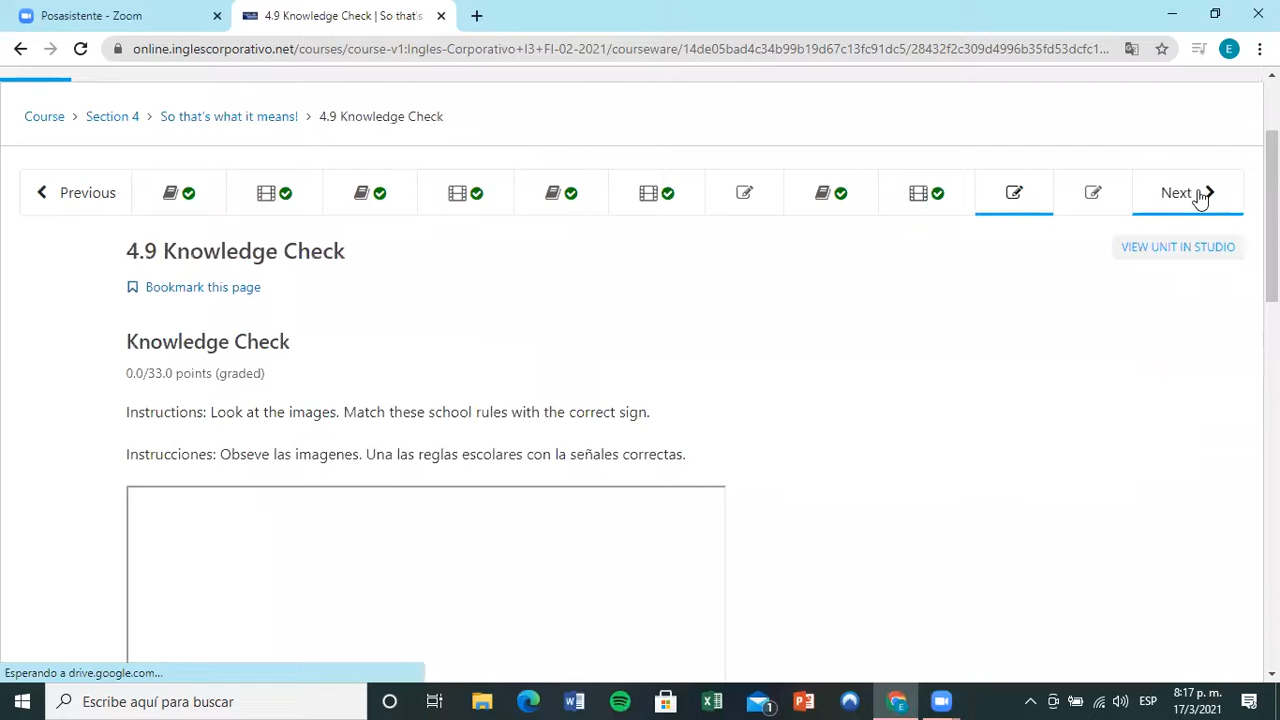 Posasistente - Zoom
4.9 Knowledge Check | So that's
online.inglescorporativo.net/courses/course-v1:Ingles-Corporativo+I3+FI-02-2021/courseware/14de05bad4c34b99b19d67c13fc91dc5/28432f2c309d4996b35fd53dcfc1...
E
Course > Section 4 > So that's what it means! > 4.9 Knowledge Check
Previous
Next
4.9 Knowledge Check
VIEW UNIT IN STUDIO
Bookmark this page
Knowledge Check
0.0/33.0 points (graded)
Instructions: Look at the images. Match these school rules with the correct sign.
Instrucciones: Obseve las imagenes. Una las reglas escolares con la señales correctas.
Esperando a drive.google.com...
Escribe aquí para buscar
1
ESP
8:17 p. m.
17/3/2021